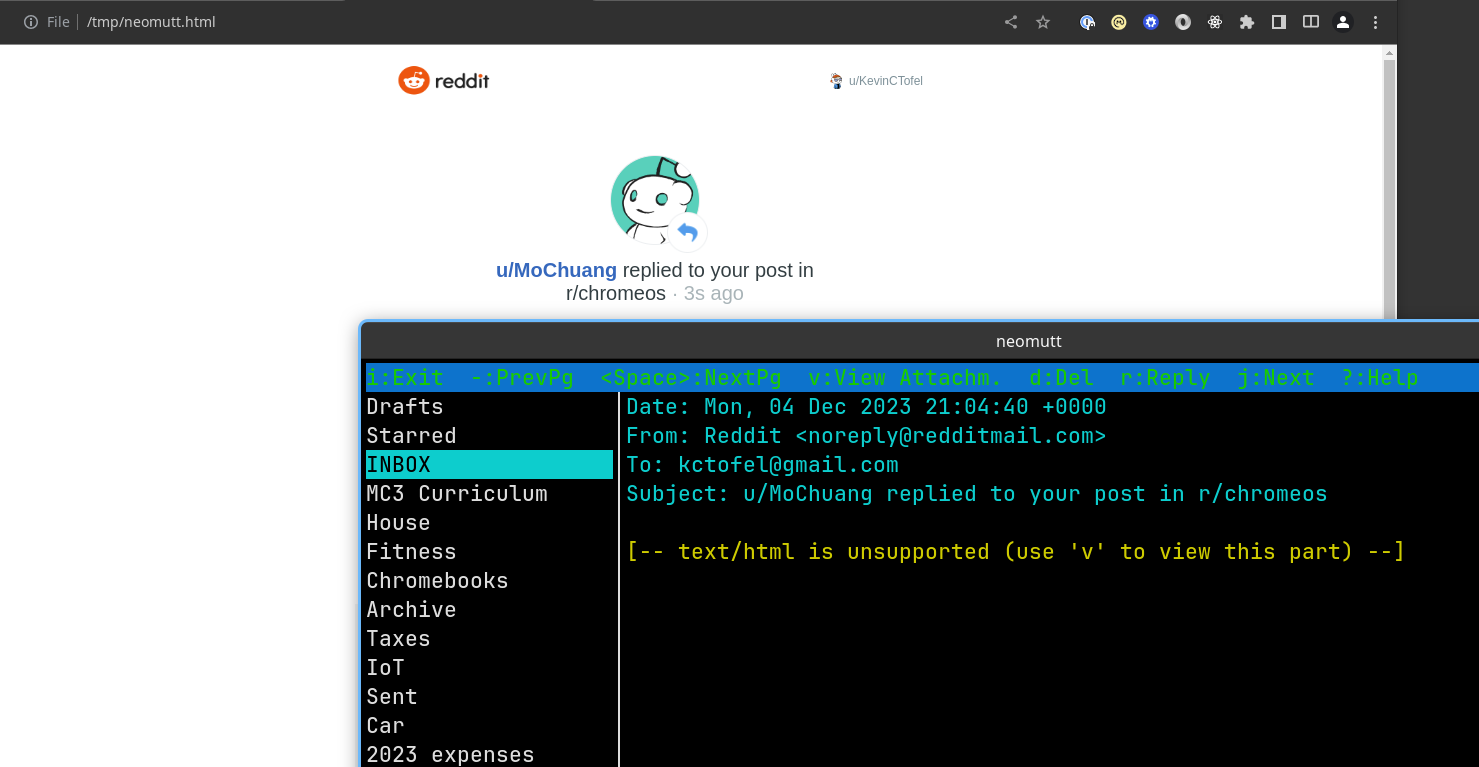 File /tmp/neomutt.html
reddit
u/KevinCTofel
u/MoChuang replied to your post in
r/chromeos · 3s ago
neomutt
i:Exit -:PrevPg <Space>:NextPg v:View Attachm. d:Del r:Reply j:Next ?:Help
Drafts
Starred
INBOX
MC3 Curriculum
House
Fitness
Chromebooks
Archive
Taxes
IoT
Sent
Car
2023 expenses
Date: Mon, 04 Dec 2023 21:04:40 +0000
From: Reddit <noreply@redditmail.com>
To: kctofel@gmail.com
Subject: u/MoChuang replied to your post in r/chromeos
[-- text/html is unsupported (use 'v' to view this part) --]